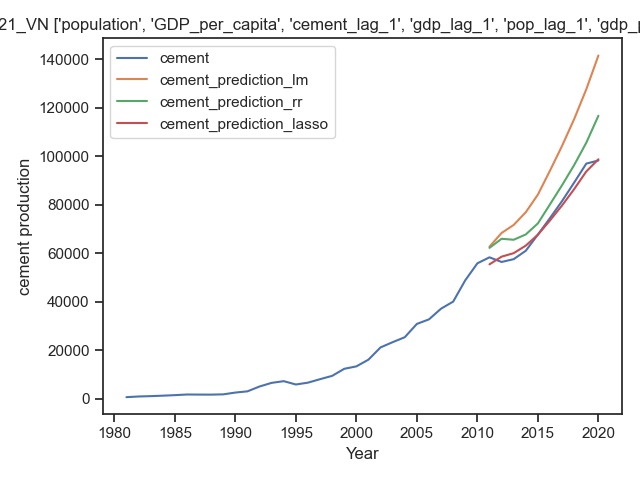 21_VN ['population', 'GDP_per_capita', 'cement_lag_1', 'gdp_lag_1', 'pop_lag_1', 'gdp_p
cement
cement_prediction_lm
cement_prediction_rr
cement_prediction_lasso
cement production
140000
120000
100000
80000
60000
40000
20000
0
1980 1985 1990 1995 2000 2005 2010 2015 2020
Year